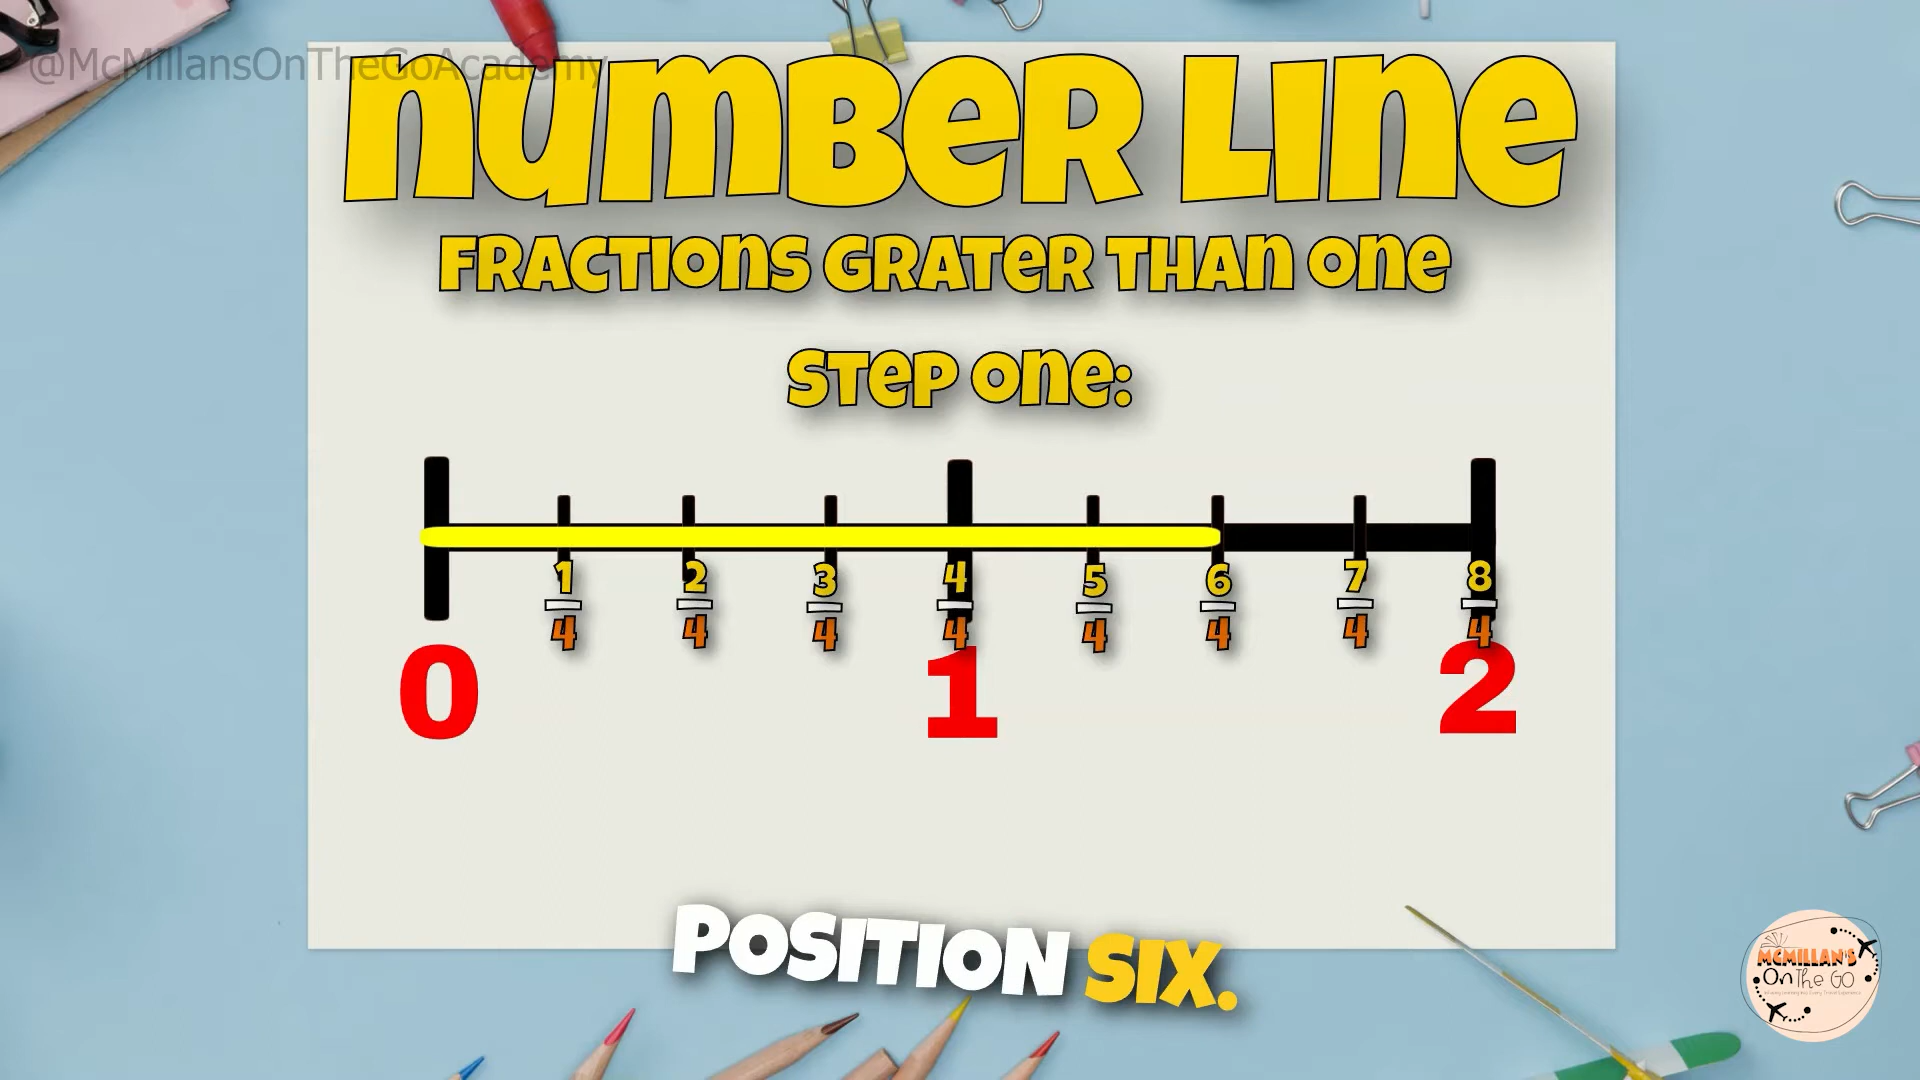 @McMillansOnTheGoAcademy
NUMBER LINE
FRACTIONS GRATER THAN ONE
STEP ONE:
1 2 3 4 5 6 7 8
4 4 4 4 4 4 4 4
0 1 2
POSITION SIX.
MCMILLAN'S
On The GO